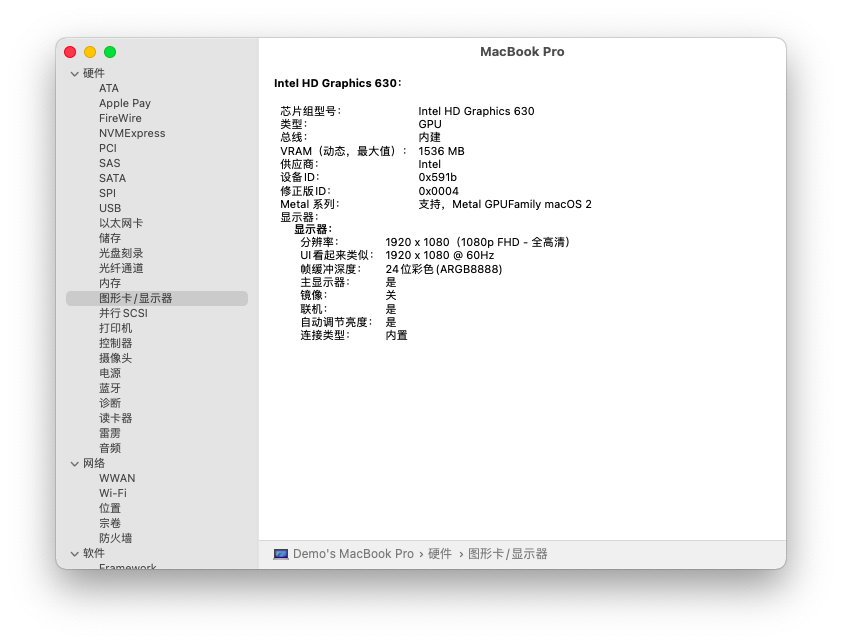 MacBook Pro
硬件
ATA
Apple Pay
FireWire
NVMExpress
PCI
SAS
SATA
SPI
USB
以太网卡
储存
光盘刻录
光纤通道
内存
图形卡/显示器
并行SCSI
打印机
控制器
摄像头
电源
蓝牙
诊断
读卡器
雷雳
音频
网络
WWAN
Wi-Fi
位置
宗卷
防火墙
软件
Framework
Intel HD Graphics 630：
芯片组型号： Intel HD Graphics 630
类型： GPU
总线： 内建
VRAM（动态，最大值）： 1536 MB
供应商： Intel
设备ID： 0x591b
修正版ID： 0x0004
Metal 系列： 支持，Metal GPUFamily macOS 2
显示器：
显示器：
分辨率： 1920 x 1080（1080p FHD - 全高清）
UI看起来类似： 1920 x 1080 @ 60Hz
帧缓冲深度： 24位彩色(ARGB8888)
主显示器： 是
镜像： 关
联机： 是
自动调节亮度： 是
连接类型： 内置
Demo's MacBook Pro › 硬件 › 图形卡/显示器